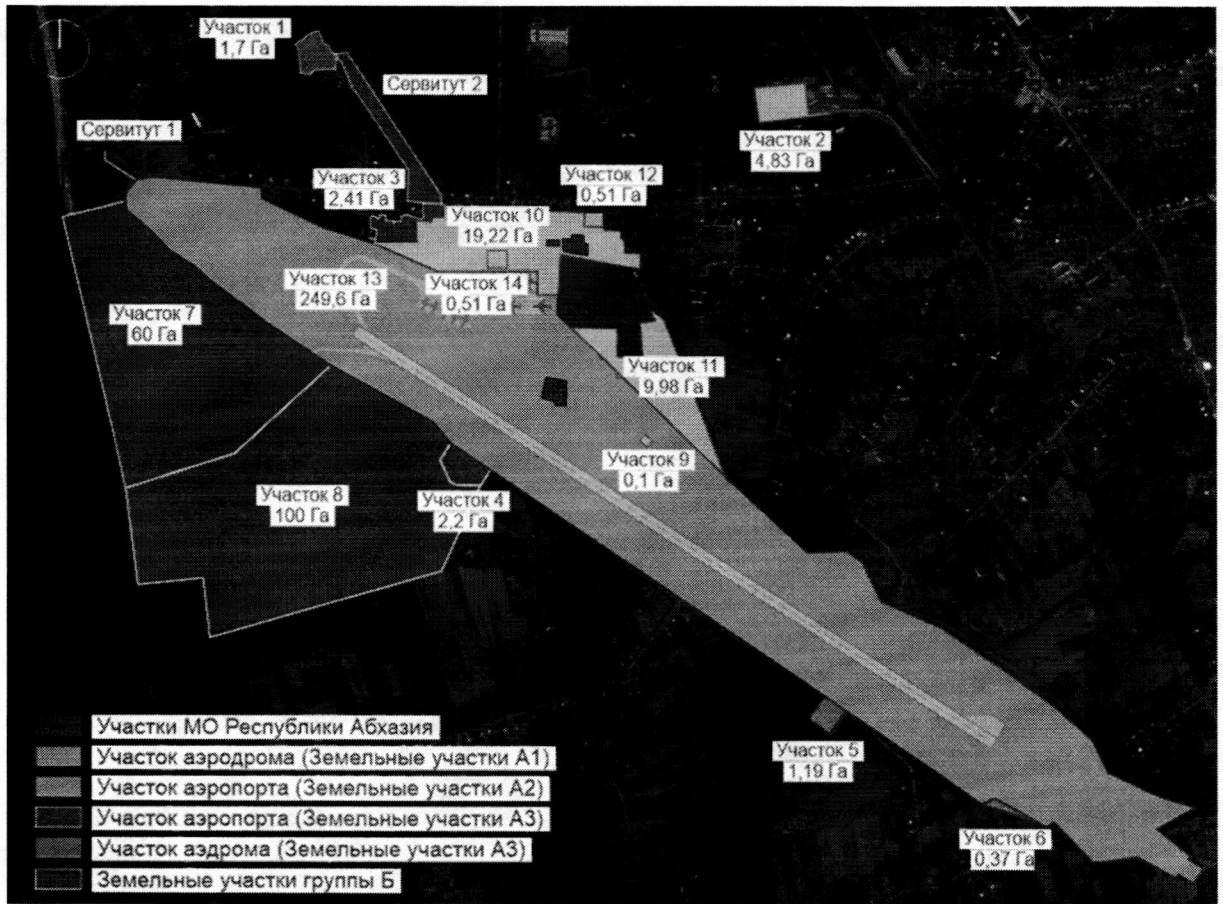 Участок 1
1,7 Га
Сервитут 2
Сервитут 1
Участок 2
4,83 Га
Участок 3
2,41 Га
Участок 12
0,51 Га
Участок 10
19,22 Га
Участок 13
249,6 Га
Участок 14
0,51 Га
Участок 7
60 Га
Участок 11
9,98 Га
Участок 9
0,1 Га
Участок 8
100 Га
Участок 4
2,2 Га
Участок 5
1,19 Га
Участок 6
0,37 Га
Участки МО Республики Абхазия
Участок аэродрома (Земельные участки А1)
Участок аэропорта (Земельные участки А2)
Участок аэропорта (Земельные участки А3)
Участок аэдрома (Земельные участки А3)
Земельные участки группы Б